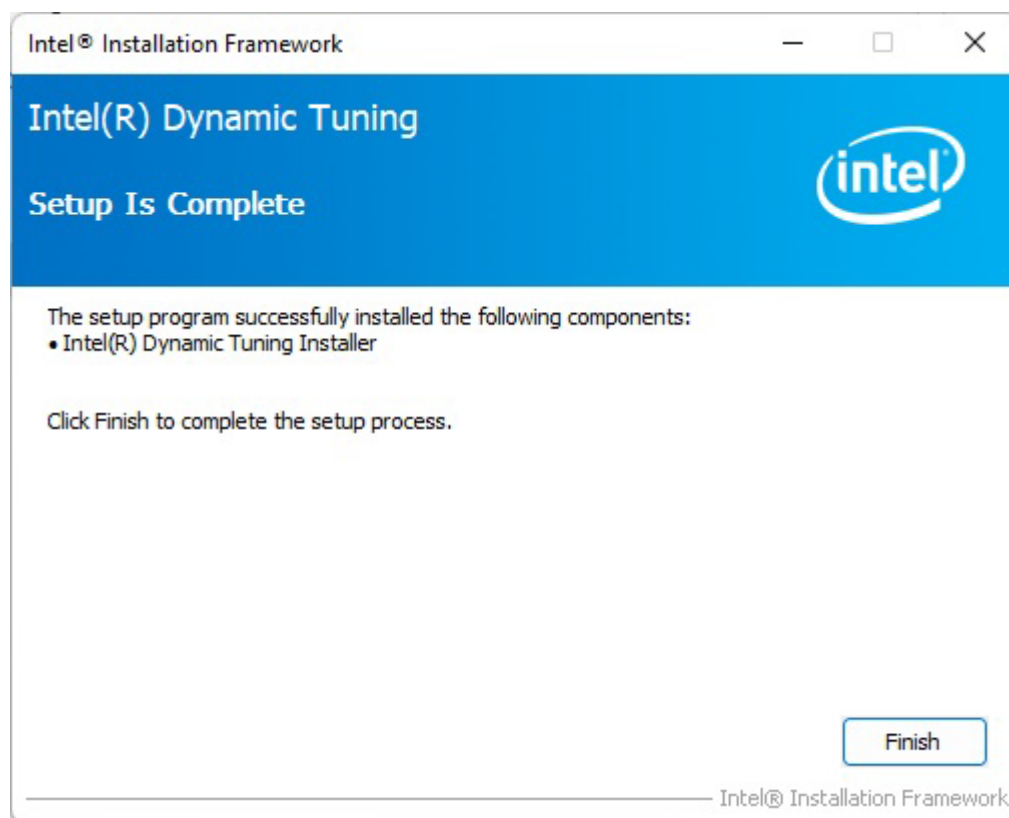 Intel® Installation Framework
Intel(R) Dynamic Tuning
intel
Setup Is Complete
The setup program successfully installed the following components:
• Intel(R) Dynamic Tuning Installer
Click Finish to complete the setup process.
Finish
Intel® Installation Framework